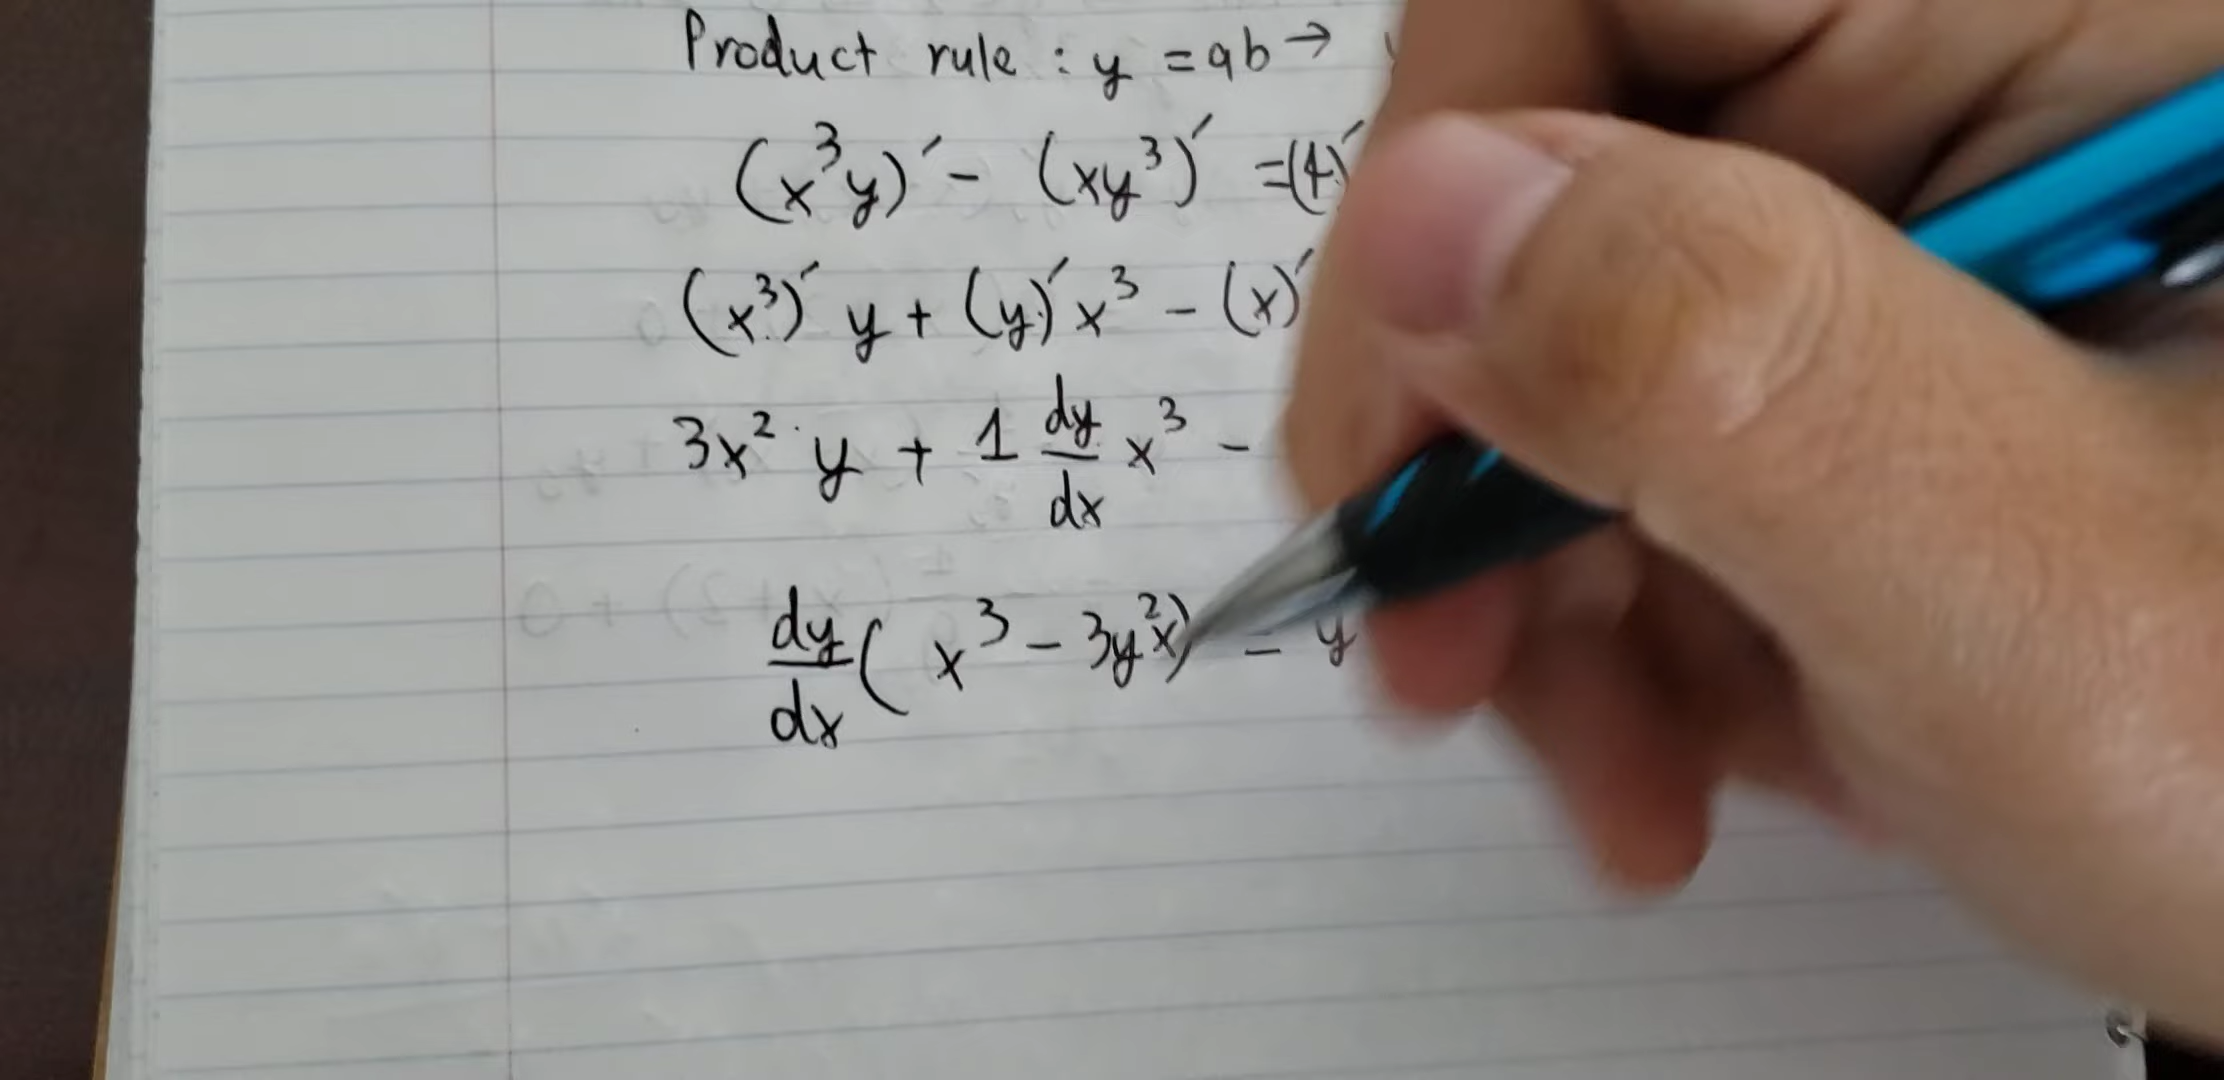 Product rule : y = ab →
(x³y)′ - (xy³)′ = (4)′
(x³)′ y + (y)′ x³ - (x)′
3x² · y + 1 dy/dx x³ -
dy/dx ( x³ - 3y²x) = y